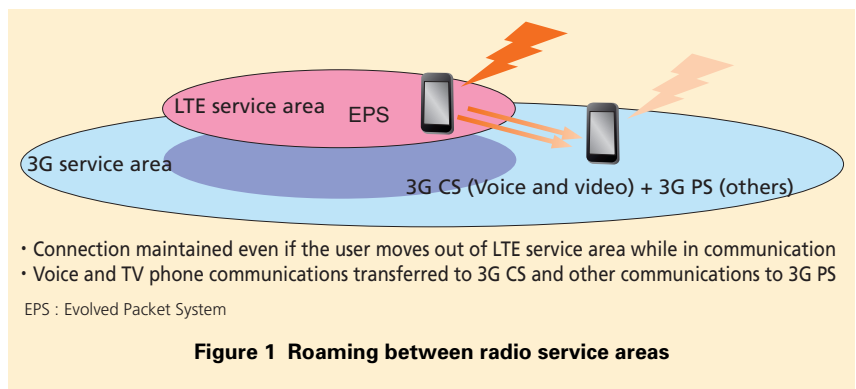 LTE service area
EPS
3G service area
3G CS (Voice and video) + 3G PS (others)
・Connection maintained even if the user moves out of LTE service area while in communication
・Voice and TV phone communications transferred to 3G CS and other communications to 3G PS
EPS : Evolved Packet System
Figure 1 Roaming between radio service areas